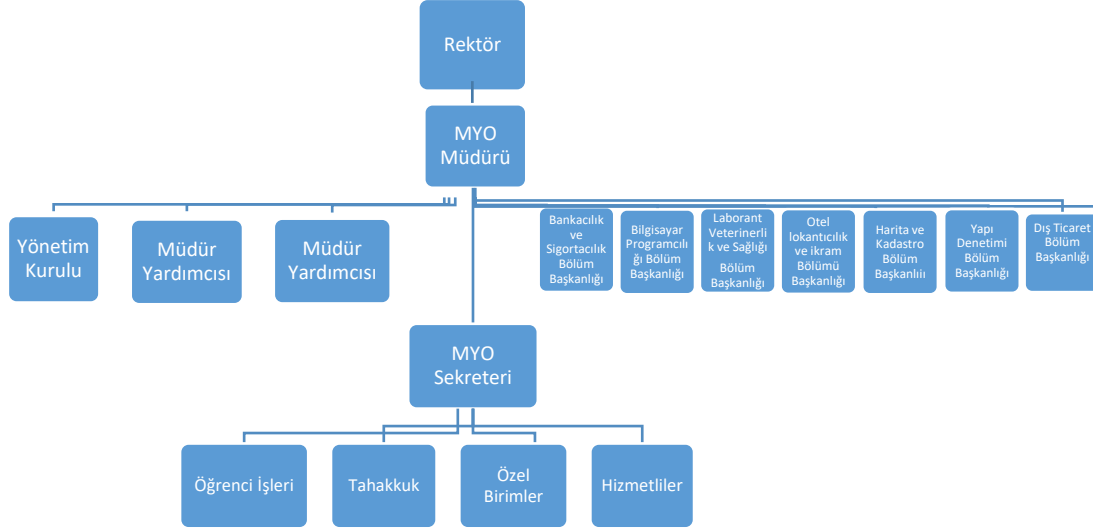 Rektör
MYO
Müdürü
Yönetim
Kurulu
Müdür
Yardımcısı
Müdür
Yardımcısı
Bankacılık
ve
Sigortacılık
Bölüm
Başkanlığı
Bilgisayar
Programcılı
ğı Bölüm
Başkanlığı
Laborant
Veterinerli
k ve Sağlığı
Bölüm
Başkanlığı
Otel
lokantıcılık
ve ikram
Bölümü
Başkanlığı
Harita ve
Kadastro
Bölüm
Başkanlıiı
Yapı
Denetimi
Bölüm
Başkanlığı
Dış Ticaret
Bölüm
Başkanlığı
MYO
Sekreteri
Öğrenci İşleri
Tahakkuk
Özel
Birimler
Hizmetliler